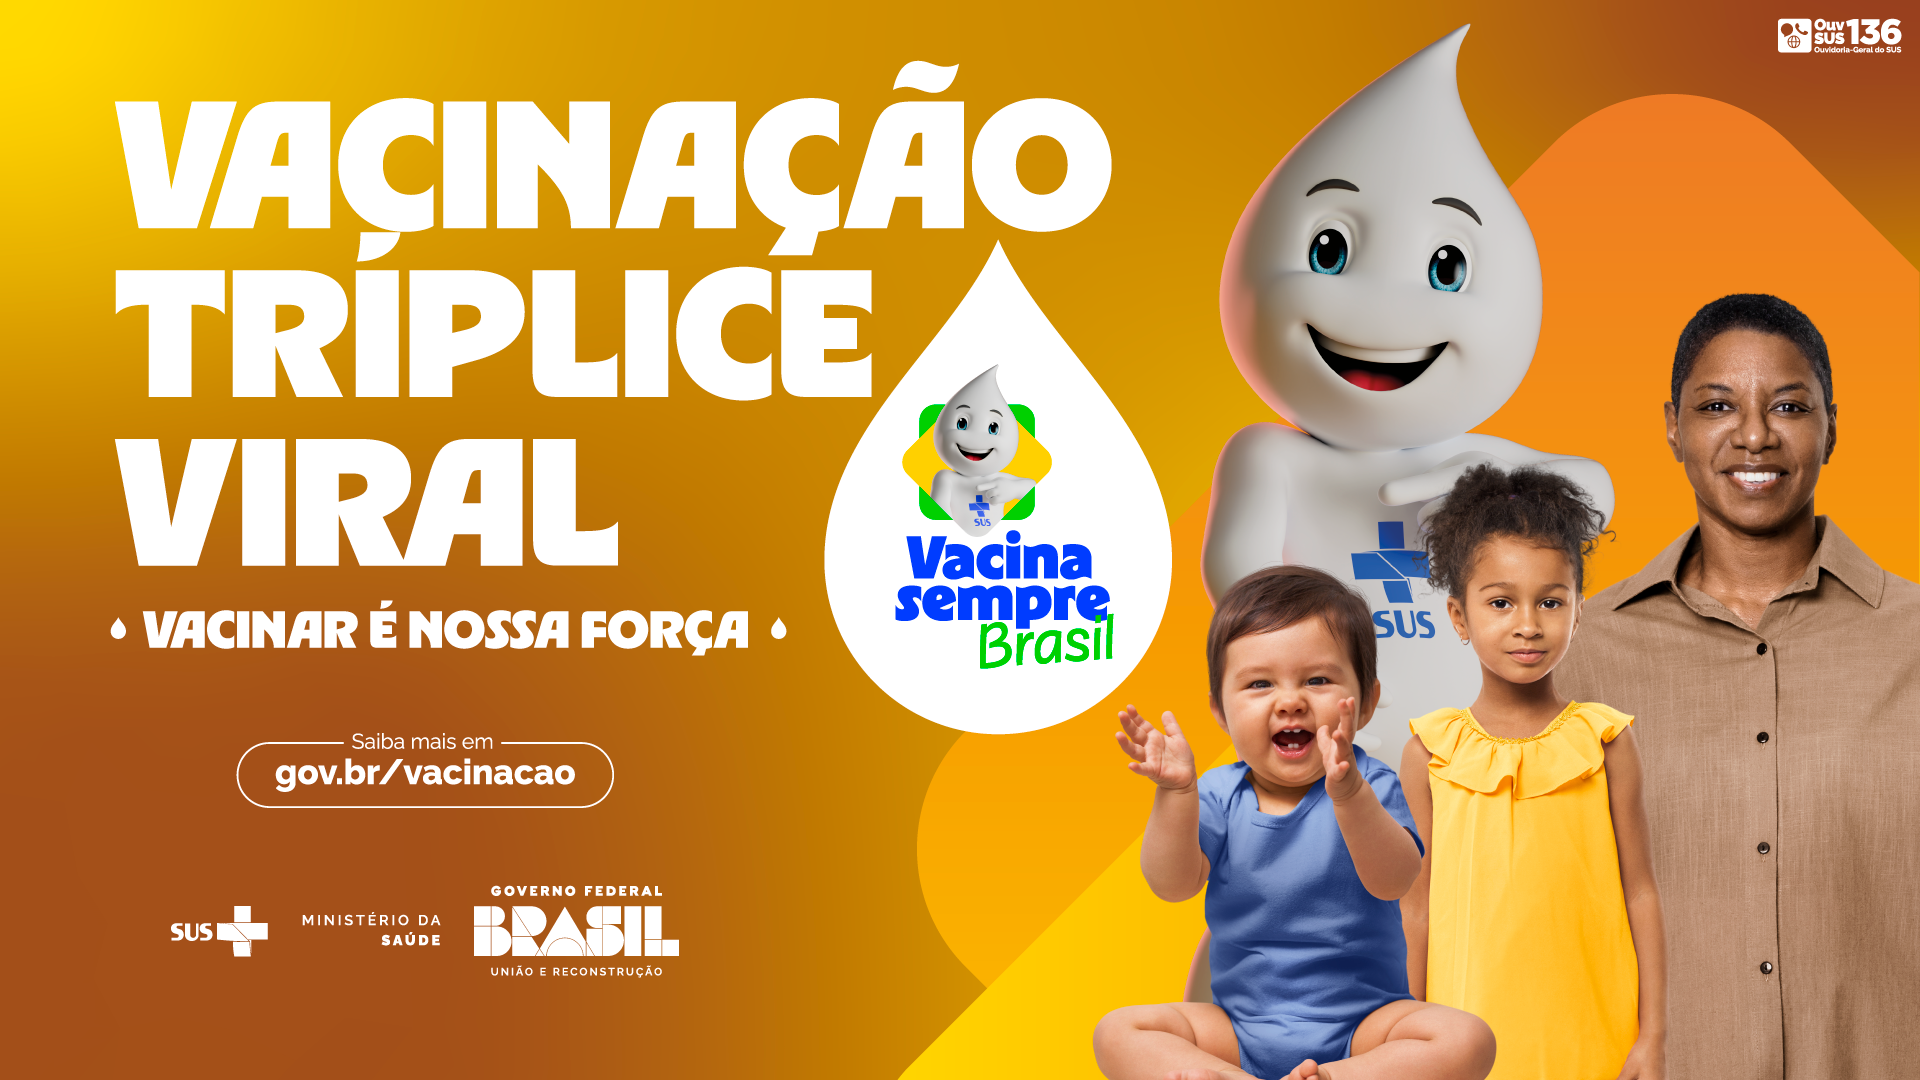 Ouv
SUS 136
Ouvidoria-Geral do SUS
VACINAÇÃO
TRÍPLICE
VIRAL
VACINAR É NOSSA FORÇA
SUS
Vacina
sempre
Brasil
SUS
Saiba mais em
gov.br/vacinacao
SUS
MINISTÉRIO DA
SAÚDE
GOVERNO FEDERAL
BRASIL
UNIÃO E RECONSTRUÇÃO